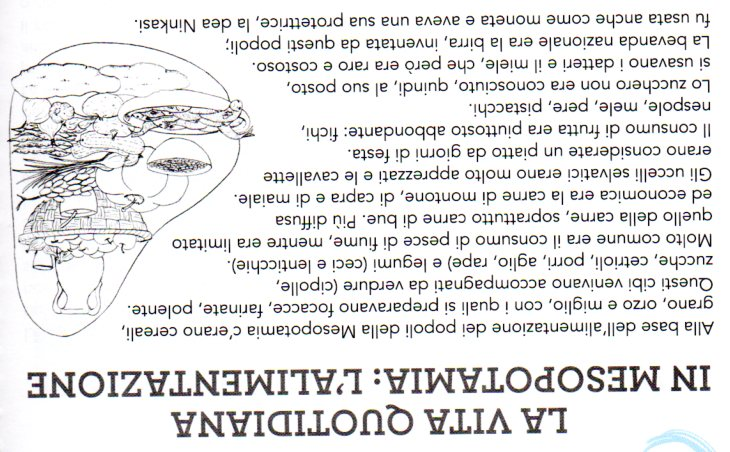 LA VITA QUOTIDIANA
IN MESOPOTAMIA: L'ALIMENTAZIONE
Alla base dell'alimentazione dei popoli della Mesopotamia c'erano i cereali,
grano, orzo e miglio, con i quali si preparavano focacce, farinate, polente.
Questi cibi venivano accompagnati da verdure (cipolle,
zucche, cetrioli, porri, aglio, rape) e legumi (ceci e lenticchie).
Molto comune era il consumo di pesce di fiume, mentre era limitato
quello della carne, soprattutto carne di bue. Più diffusa
ed economica era la carne di montone, di capra e di maiale.
Gli uccelli selvatici erano molto apprezzati e le cavallette
erano considerate un piatto da giorni di festa.
Il consumo di frutta era piuttosto abbondante: fichi,
nespole, mele, pere, pistacchi.
Lo zucchero non era conosciuto, quindi, al suo posto,
si usavano i datteri e il miele, che però era raro e costoso.
La bevanda nazionale era la birra, inventata da questi popoli;
fu usata anche come moneta e aveva una sua protettrice, la dea Ninkasi.